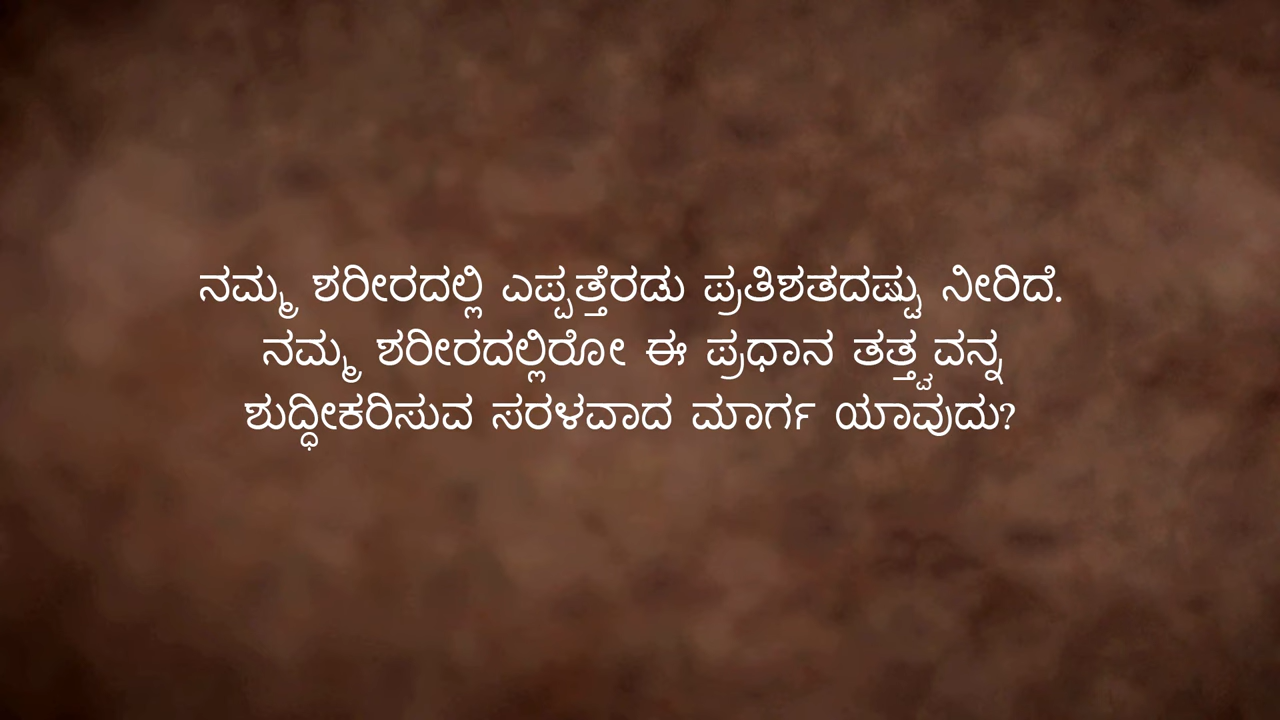 ನಮ್ಮ ಶರೀರದಲ್ಲಿ ಎಪ್ಪತ್ತೆರಡು ಪ್ರತಿಶತದಷ್ಟು ನೀರಿದೆ.
ನಮ್ಮ ಶರೀರದಲ್ಲಿರೋ ಈ ಪ್ರಧಾನ ತತ್ತ್ವವನ್ನ
ಶುದ್ಧೀಕರಿಸುವ ಸರಳವಾದ ಮಾರ್ಗ ಯಾವುದು?